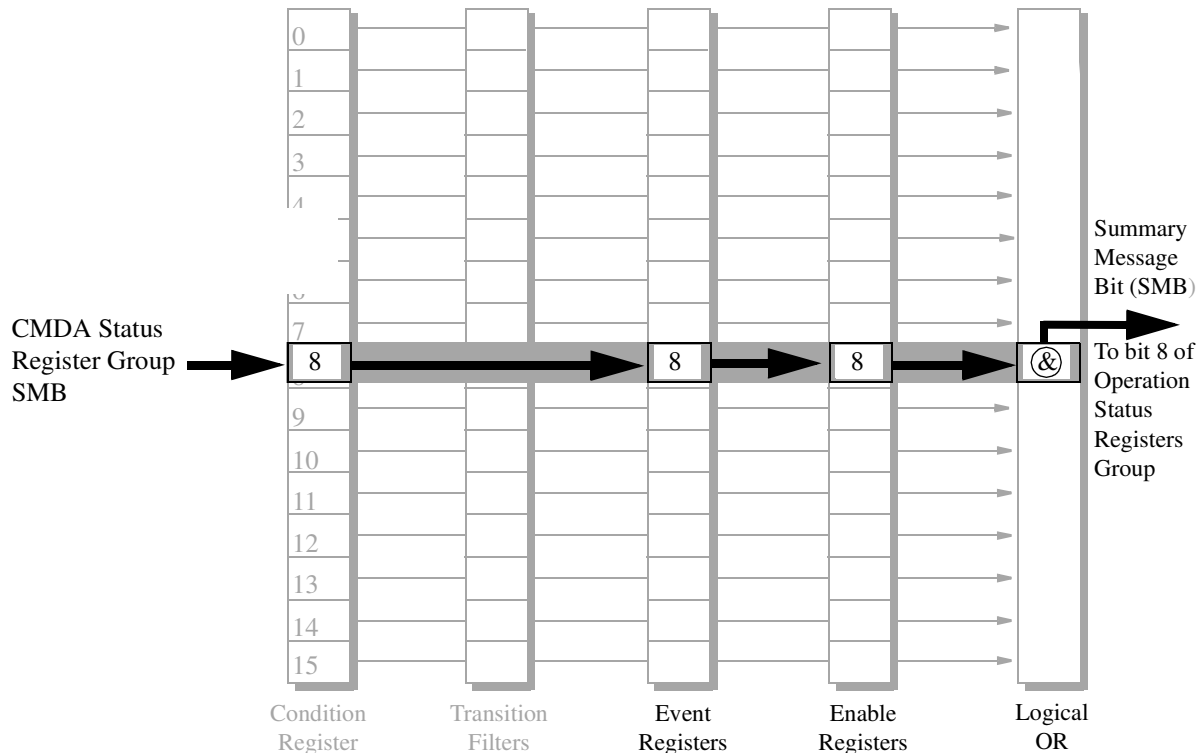 0
1
2
3
4
Summary
Message
Bit (SMB)
7
CMDA Status
Register Group
SMB
8
8
8
&
To bit 8 of
Operation
Status
Registers
Group
9
10
11
12
13
14
15
Condition
Register
Transition
Filters
Event
Registers
Enable
Registers
Logical
OR